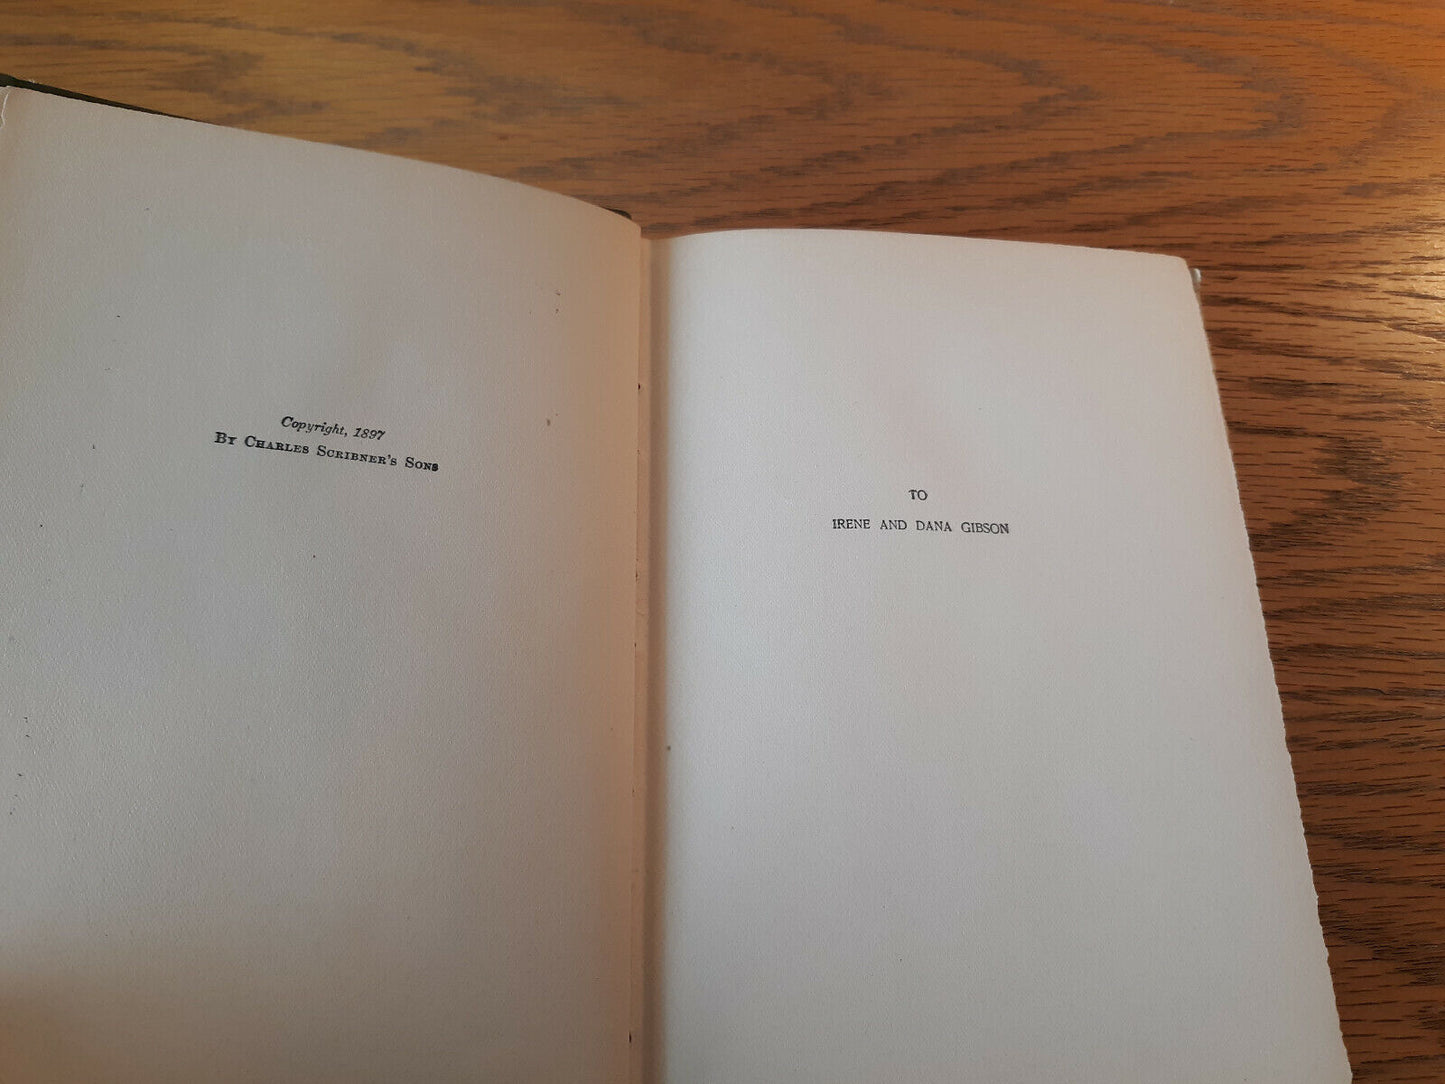 Copyright, 1897
By Charles Scribner's Sons
TO
IRENE AND DANA GIBSON